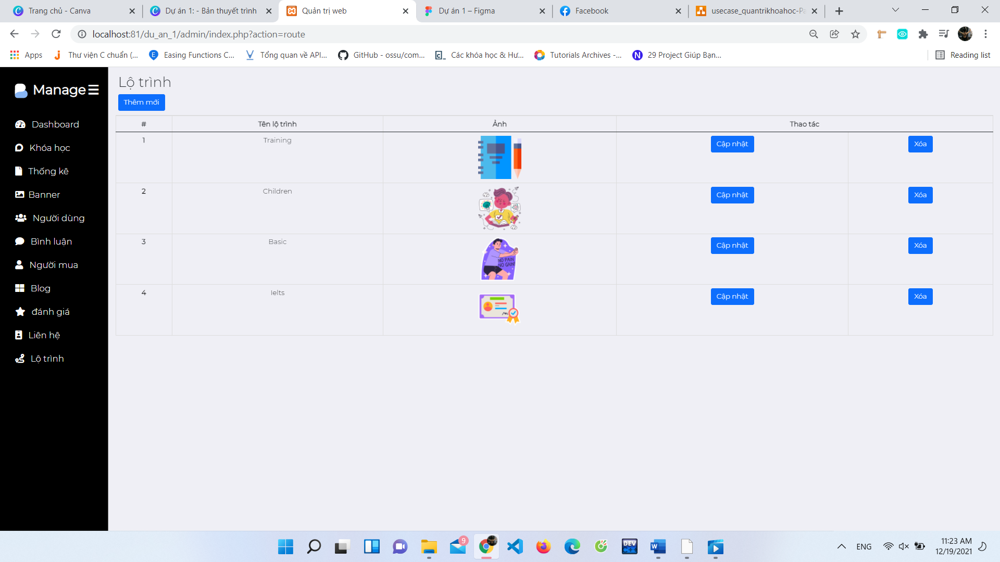 Trang chủ - Canva
Dự án 1: - Bản thuyết trình
Quản trị web
Dự án 1 – Figma
Facebook
usecase_quantrikhoahoc-Pa
localhost:81/du_an_1/admin/index.php?action=route
Apps
Thư viện C chuẩn (...
Easing Functions C...
Tổng quan về API...
GitHub - ossu/com...
Các khóa học & Hư...
Tutorials Archives -...
29 Project Giúp Bạn...
Reading list
Manage
Dashboard
Khóa học
Thống kê
Banner
Người dùng
Bình luận
Người mua
Blog
đánh giá
Liên hệ
Lộ trình
Lộ trình
Thêm mới
# Tên lộ trình Ảnh Thao tác
1 Training Cập nhật Xóa
2 Children Cập nhật Xóa
3 Basic Cập nhật Xóa
NO PAIN
NO GAIN
4 Ielts Cập nhật Xóa
9
DEV
C++
W
ENG
11:23 AM
12/19/2021